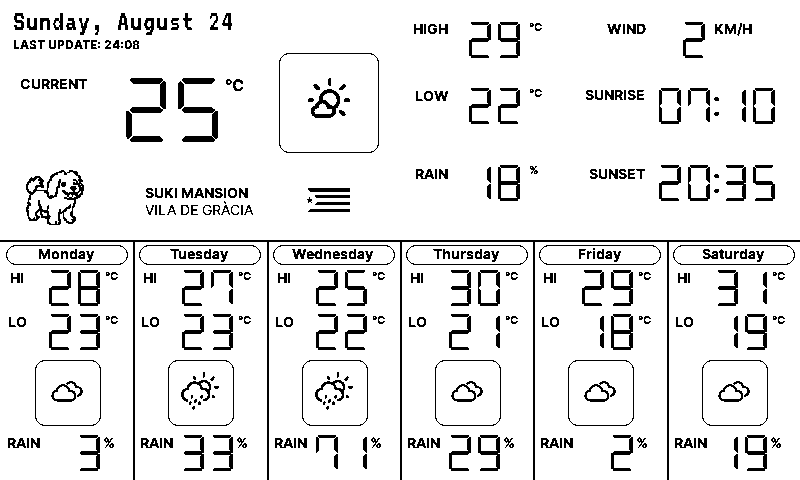 Sunday, August 24
LAST UPDATE: 24:08
CURRENT 25 °C
HIGH 29 °C
LOW 22 °C
RAIN 18 %
WIND 2 KM/H
SUNRISE 07:10
SUNSET 20:35
SUKI MANSION
VILA DE GRÀCIA
Monday
HI 28 °C
LO 23 °C
RAIN 3 %
Tuesday
HI 27 °C
LO 23 °C
RAIN 33 %
Wednesday
HI 25 °C
LO 22 °C
RAIN 71 %
Thursday
HI 30 °C
LO 21 °C
RAIN 29 %
Friday
HI 29 °C
LO 18 °C
RAIN 2 %
Saturday
HI 31 °C
LO 19 °C
RAIN 19 %